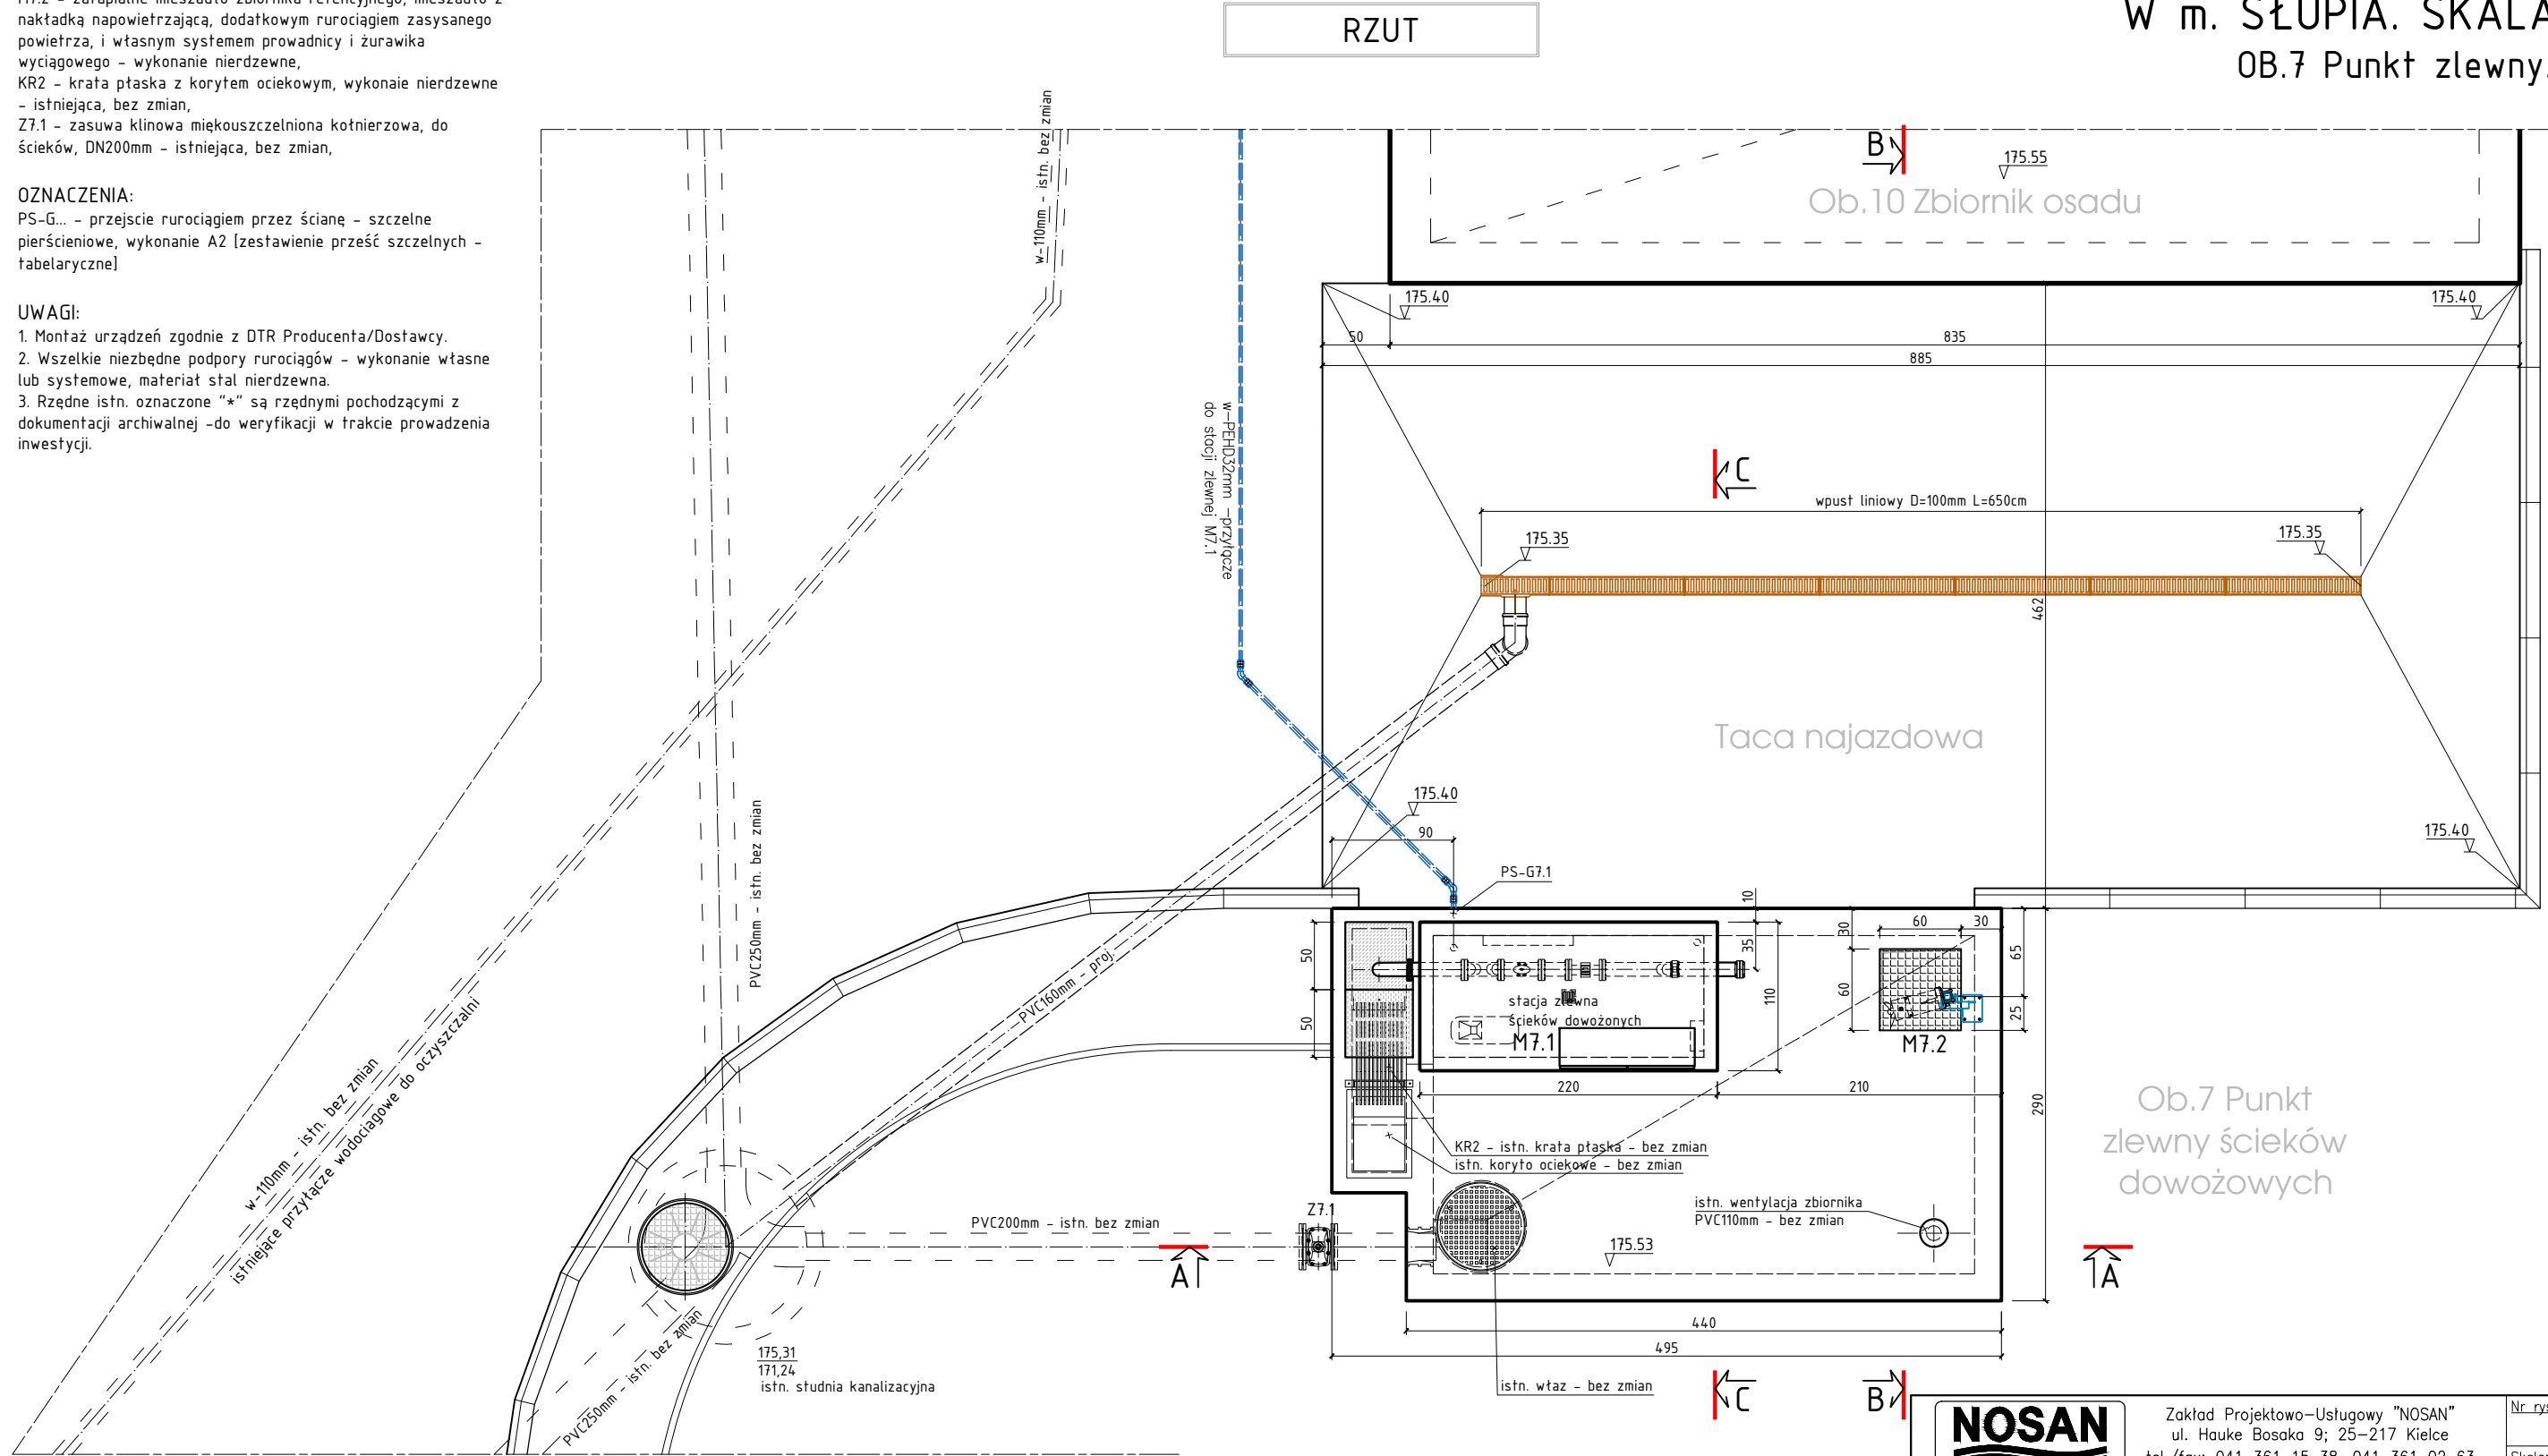 nakładką napowietrzającą, dodatkowym rurociągiem zasysanego
powietrza, i własnym systemem prowadnicy i żurawika
wyciągowego - wykonanie nierdzewne,
KR2 - krata płaska z korytem ociekowym, wykonaie nierdzewne
- istniejąca, bez zmian,
Z7.1 - zasuwa klinowa miękouszczelniona kołnierzowa, do
ścieków, DN200mm - istniejąca, bez zmian,
OZNACZENIA:
PS-G... - przejscie rurociągiem przez ścianę - szczelne
pierścieniowe, wykonanie A2 [zestawienie prześć szczelnych -
tabelaryczne]
UWAGI:
1. Montaż urządzeń zgodnie z DTR Producenta/Dostawcy.
2. Wszelkie niezbędne podpory rurociągów - wykonanie własne
lub systemowe, materiał stal nierdzewna.
3. Rzędne istn. oznaczone "*" są rzędnymi pochodzącymi z
dokumentacji archiwalnej -do weryfikacji w trakcie prowadzenia
inwestycji.
RZUT
W m. SŁUPIA. SKALA
OB.7 Punkt zlewny.
w-110mm - istn. bez zmian
B
175.55
Ob.10 Zbiornik osadu
175.40
175.40
50
835
885
w-PEHD32mm -przyłącze
do stacji zlewnej M7.1
C
wpust liniowy D=100mm L=650cm
175.35
175.35
462
Taca najazdowa
PVC250mm - istn. bez zmian
175.40
90
175.40
PS-G7.1
10
35
110
50
50
30
60
30
65
60
25
stacja zlewna
ścieków dowożonych
M7.1
M7.2
220
210
290
PVC160mm - proj.
w-110mm - istn. bez zmian
istniejące przyłącze wodociągowe do oczyszczalni
Ob.7 Punkt
zlewny ścieków
dowożowych
KR2 - istn. krata płaska - bez zmian
istn. koryto ociekowe - bez zmian
istn. wentylacja zbiornika
PVC110mm - bez zmian
Z7.1
PVC200mm - istn. bez zmian
175.53
A
A
440
495
PVC250mm - istn. bez zmian
175,31
171,24
istn. studnia kanalizacyjna
istn. właz - bez zmian
C
B
NOSAN
Zakład Projektowo-Usługowy "NOSAN"
ul. Hauke Bosaka 9; 25-217 Kielce
Nr rys